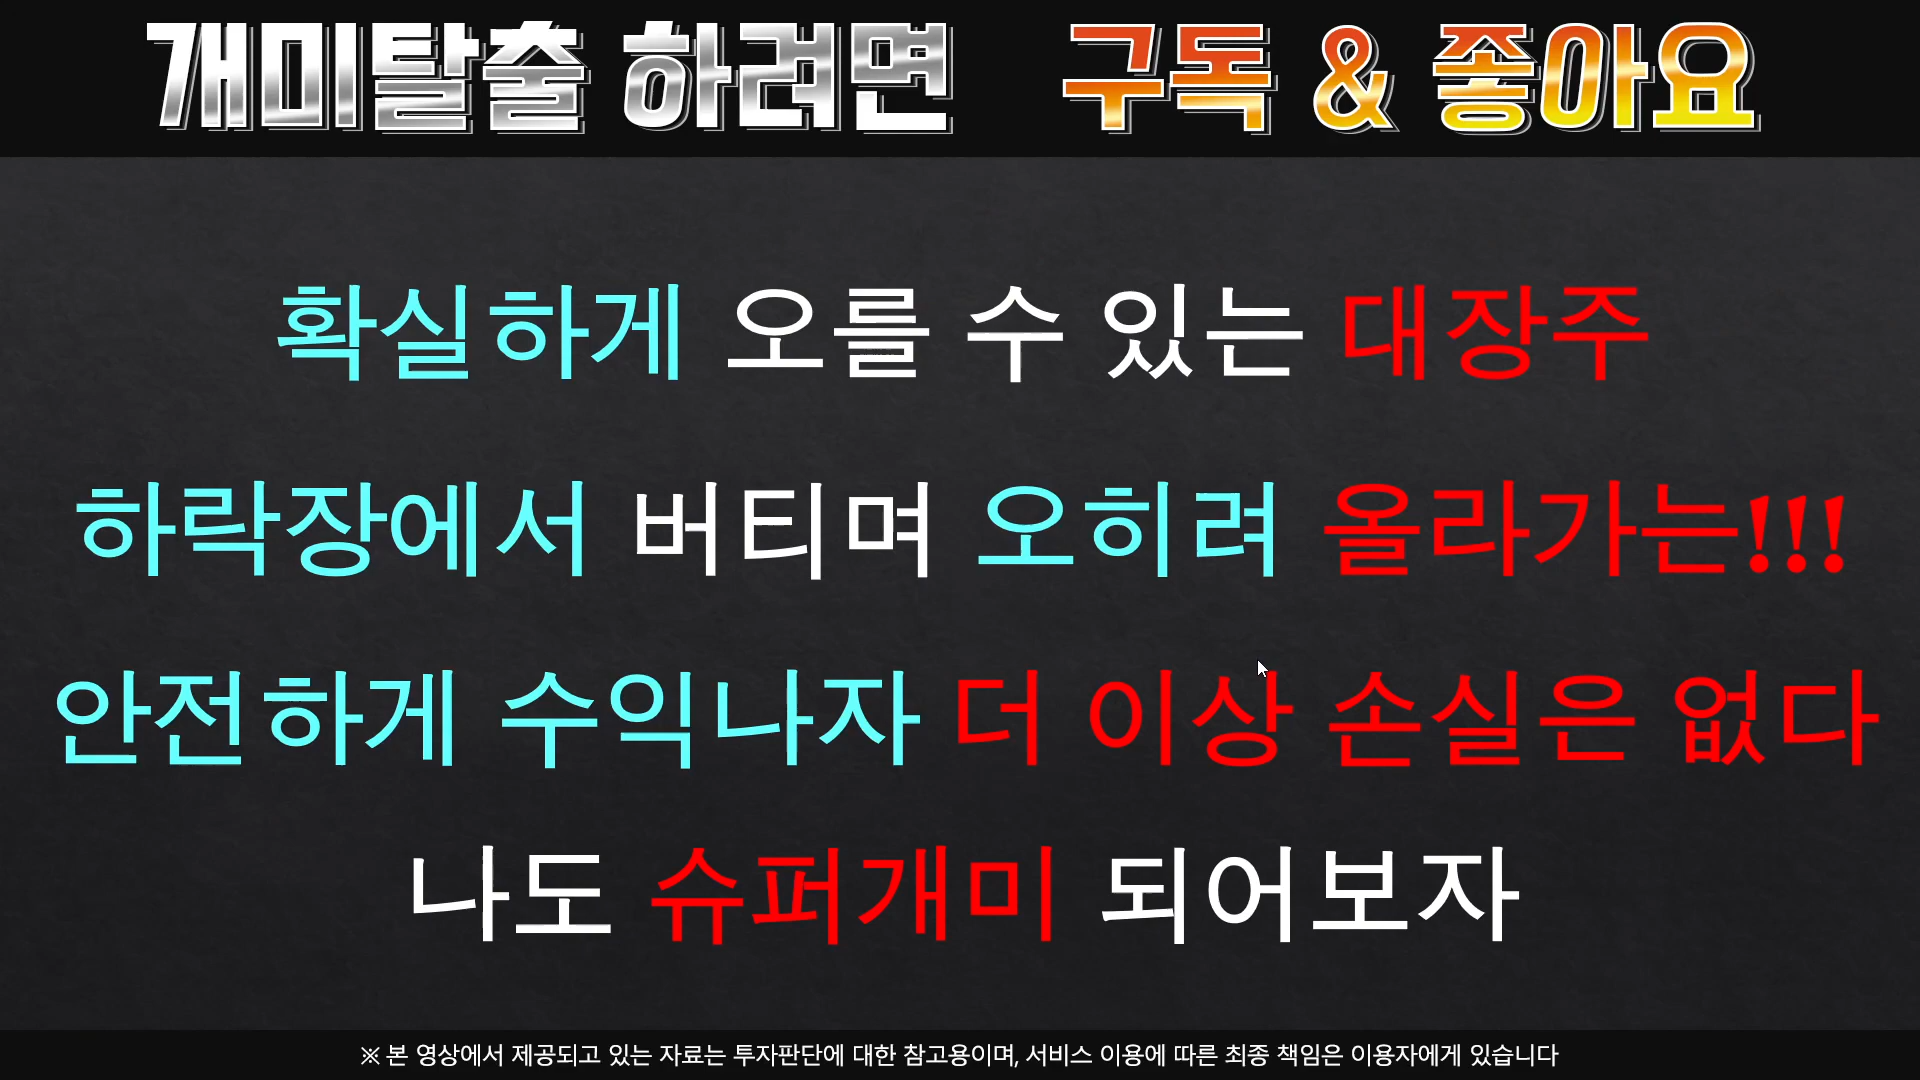 개미탈출 하려면 구독 & 좋아요
확실하게 오를 수 있는 대장주
하락장에서 버티며 오히려 올라가는!!!
안전하게 수익나자 더 이상 손실은 없다
나도 슈퍼개미 되어보자
※ 본 영상에서 제공되고 있는 자료는 투자판단에 대한 참고용이며, 서비스 이용에 따른 최종 책임은 이용자에게 있습니다